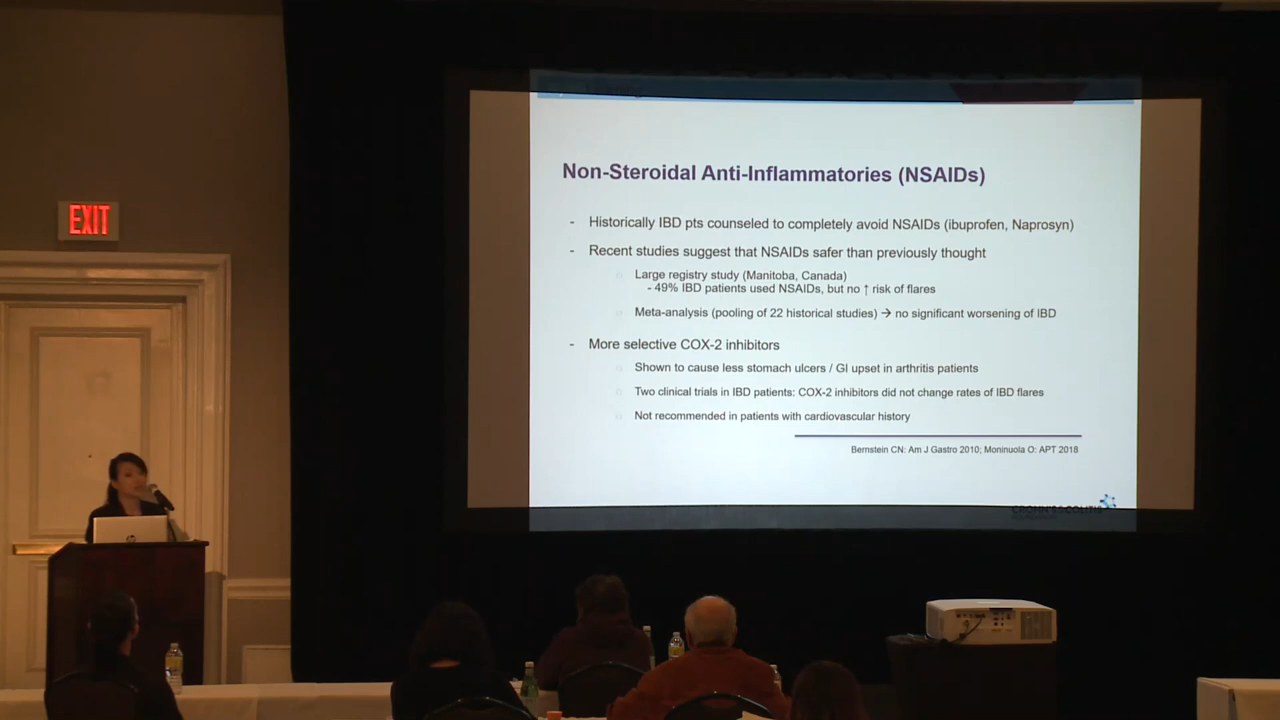 EXIT
Non-Steroidal Anti-Inflammatories (NSAIDs)
- Historically IBD pts counseled to completely avoid NSAIDs (ibuprofen, Naprosyn)
- Recent studies suggest that NSAIDs safer than previously thought
Large registry study (Manitoba, Canada)
- 49% IBD patients used NSAIDs, but no ↑ risk of flares
Meta-analysis (pooling of 22 historical studies) → no significant worsening of IBD
- More selective COX-2 inhibitors
Shown to cause less stomach ulcers / GI upset in arthritis patients
Two clinical trials in IBD patients: COX-2 inhibitors did not change rates of IBD flares
Not recommended in patients with cardiovascular history
Bernstein CN: Am J Gastro 2010; Moninuola O: APT 2018
CROHN'S & COLITIS